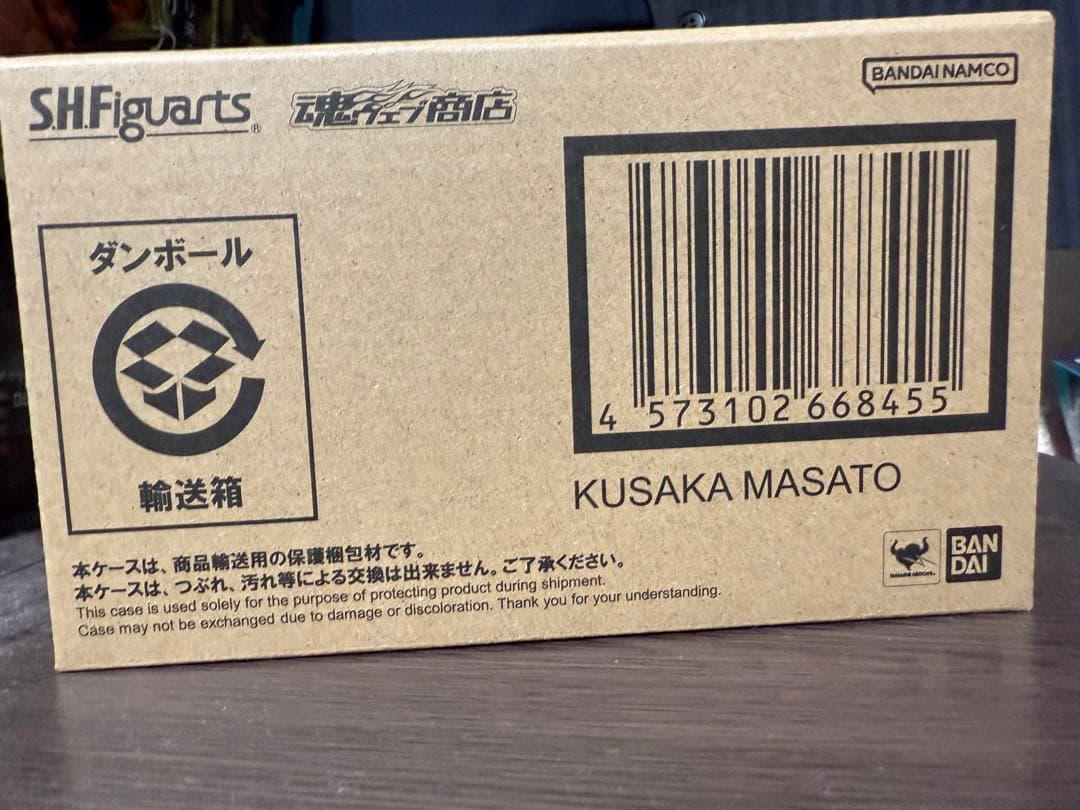 S.H.Figuarts®
魂ウェブ商店
BANDAI NAMCO
ダンボール
輸送箱
4 573102 668455
KUSAKA MASATO
本ケースは、商品輸送用の保護梱包材です。
本ケースは、つぶれ、汚れ等による交換は出来ません。ご了承ください。
This case is used solely for the purpose of protecting product during shipment.
Case may not be exchanged due to damage or discoloration. Thank you for your understanding.
BAN
DAI